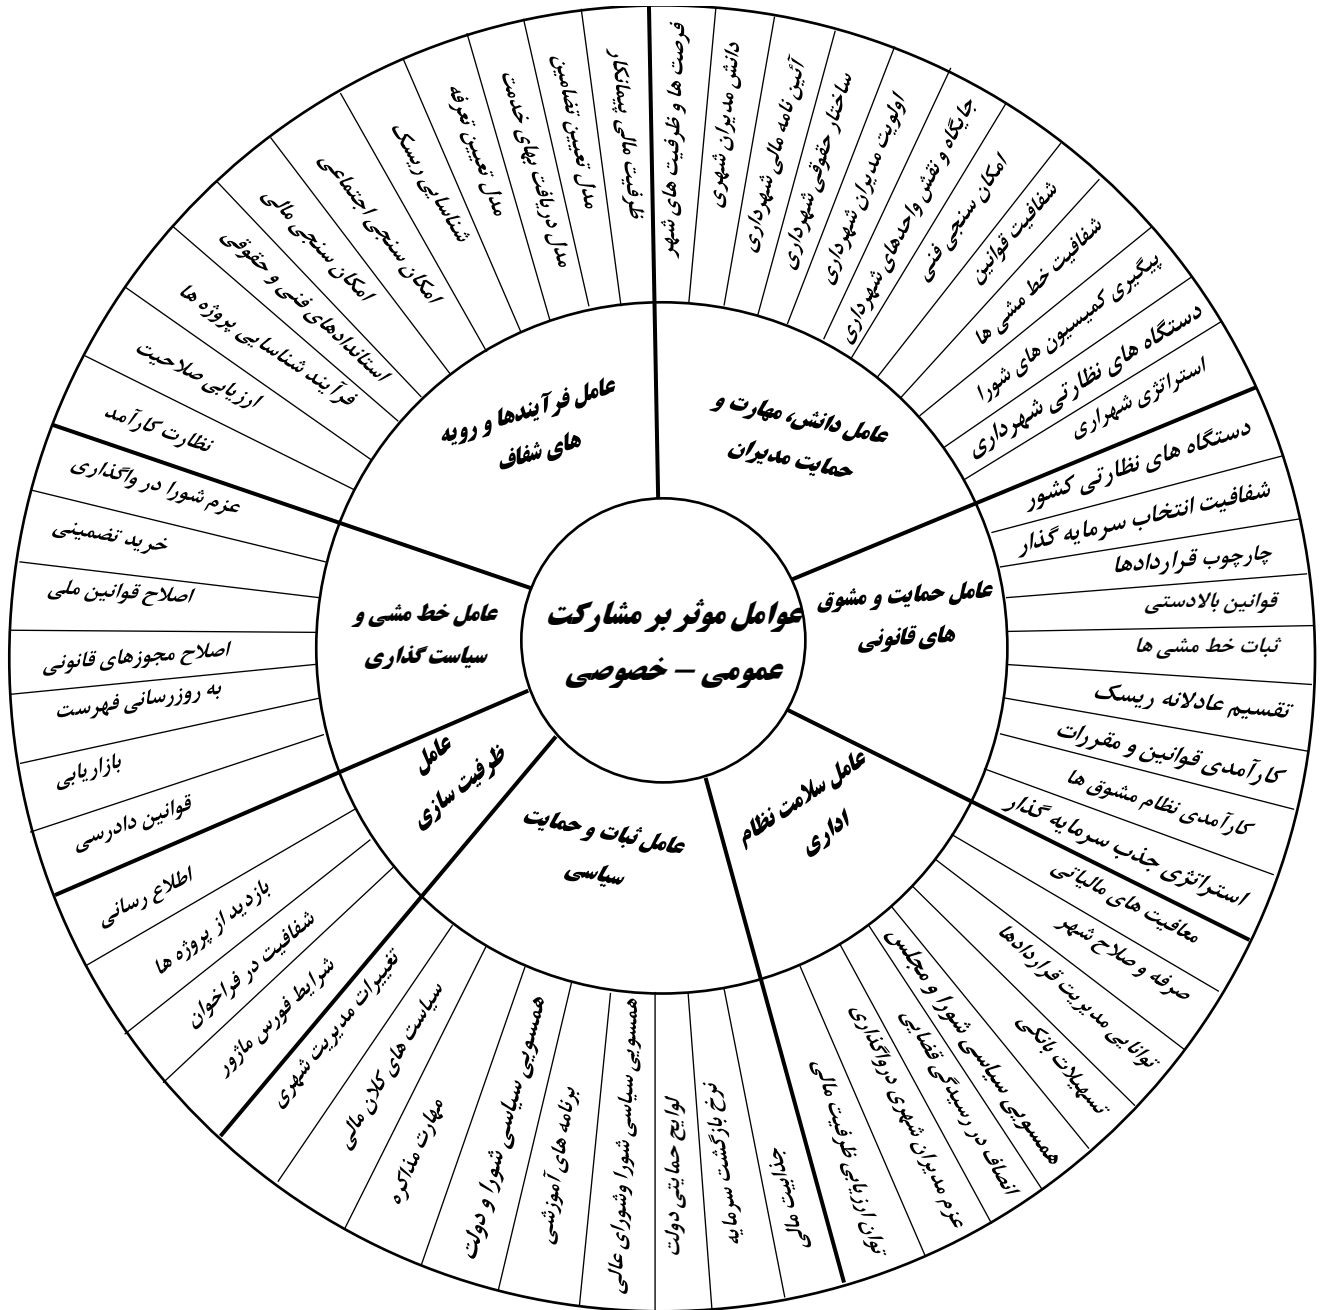 عوامل موثر بر مشارکت
عمومی – خصوصی
عامل دانش، مهارت و
حمایت مدیران
فرصت ها و ظرفیت های شهر
دانش مدیران شهری
آئین نامه مالی شهرداری
ساختار حقوقی شهرداری
اولویت مدیران شهرداری
جایگاه و نقش واحدهای شهرداری
امکان سنجی فنی
شفافیت قوانین
شفافیت خط مشی ها
پیگیری کمیسیون های شورا
دستگاه های نظارتی شهرداری
استراتژی شهراری
عامل حمایت و مشوق
های قانونی
دستگاه های نظارتی کشور
شفافیت انتخاب سرمایه گذار
چارچوب قراردادها
قوانین بالادستی
ثبات خط مشی ها
تقسیم عادلانه ریسک
کارآمدی قوانین و مقررات
کارآمدی نظام مشوق ها
استراتژی جذب سرمایه گذار
عامل سلامت نظام
اداری
معافیت های مالیاتی
صرفه و صلاح شهر
توانایی مدیریت قراردادها
تسهیلات بانکی
همسویی سیاسی شورا و مجلس
انصاف در رسیدگی قضایی
عزم مدیران شهری درواگذاری
توان ارزیابی ظرفیت مالی
عامل ثبات و حمایت
سیاسی
جذابیت مالی
نرخ بازگشت سرمایه
لوایح حمایتی دولت
همسویی سیاسی شورا وشورای عالی
برنامه های آموزشی
همسویی سیاسی شورا و دولت
مهارت مذاکره
سیاست های کلان مالی
تغییرات مدیریت شهری
عامل
ظرفیت سازی
شرایط فورس ماژور
شفافیت در فراخوان
بازدید از پروژه ها
اطلاع رسانی
عامل خط مشی و
سیاست گذاری
قوانین دادرسی
بازاریابی
به روزرسانی فهرست
اصلاح مجوزهای قانونی
اصلاح قوانین ملی
خرید تضمینی
عزم شورا در واگذاری
عامل فرآیندها و رویه
های شفاف
نظارت کارآمد
ارزیابی صلاحیت
فرآیند شناسایی پروژه ها
استانداردهای فنی و حقوقی
امکان سنجی مالی
امکان سنجی اجتماعی
شناسایی ریسک
مدل تعیین تعرفه
مدل دریافت بهای خدمت
مدل تعیین تضامین
ظرفیت مالی پیمانکار